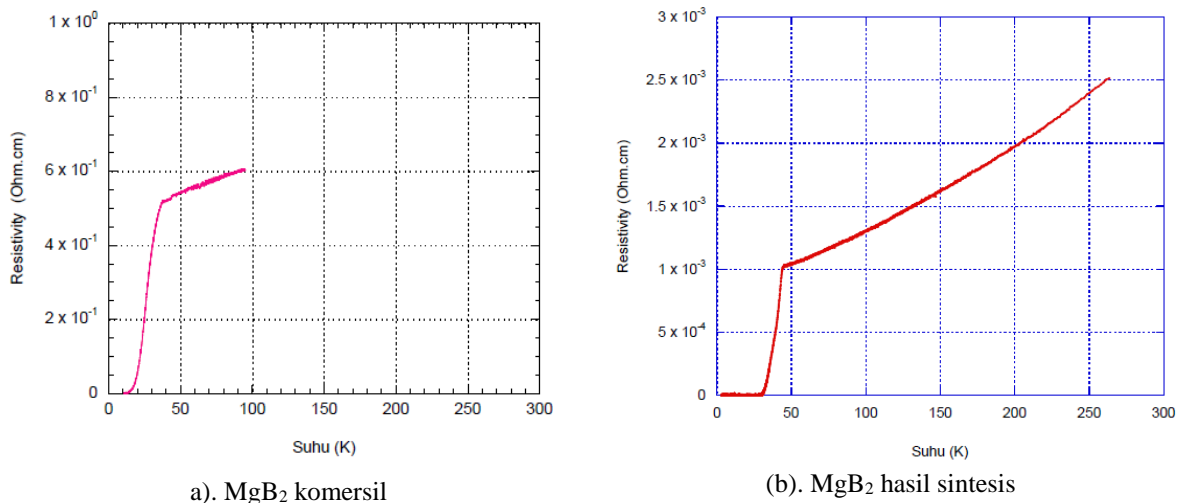 1 x 10⁰
8 x 10⁻¹
6 x 10⁻¹
4 x 10⁻¹
2 x 10⁻¹
0
Resistivity (Ohm.cm)
0 50 100 150 200 250 300
Suhu (K)
a). MgB₂ komersil
3 x 10⁻³
2.5 x 10⁻³
2 x 10⁻³
1.5 x 10⁻³
1 x 10⁻³
5 x 10⁻⁴
0
Resistivity (Ohm.cm)
0 50 100 150 200 250 300
Suhu (K)
(b). MgB₂ hasil sintesis